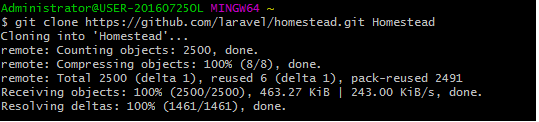 Administrator@USER-20160725OL MINGW64 ~
$ git clone https://github.com/laravel/homestead.git Homestead
Cloning into 'Homestead'...
remote: Counting objects: 2500, done.
remote: Compressing objects: 100% (8/8), done.
remote: Total 2500 (delta 1), reused 6 (delta 1), pack-reused 2491
Receiving objects: 100% (2500/2500), 463.27 KiB | 243.00 KiB/s, done.
Resolving deltas: 100% (1461/1461), done.